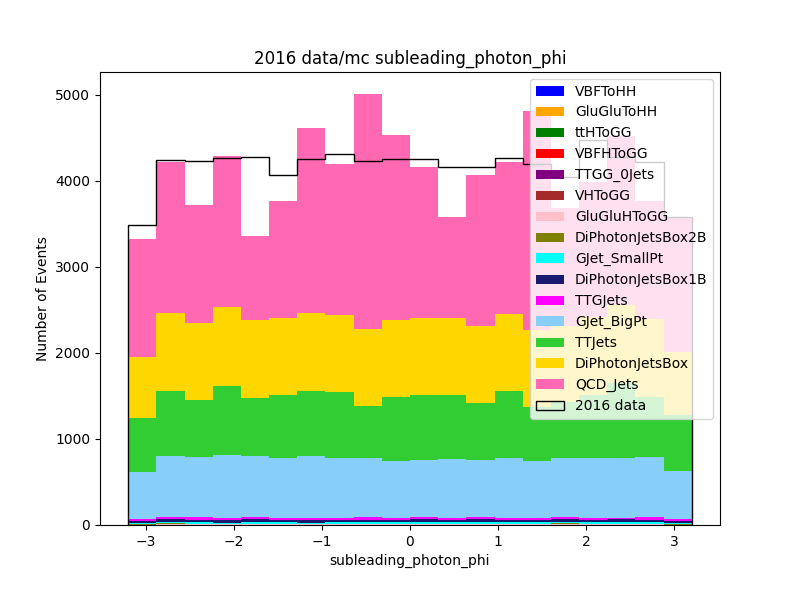 2016 data/mc subleading_photon_phi
Number of Events
5000
4000
3000
2000
1000
0
−3
−2
−1
0
1
2
3
subleading_photon_phi
VBFToHH
GluGluToHH
ttHToGG
VBFHToGG
TTGG_0Jets
VHToGG
GluGluHToGG
DiPhotonJetsBox2B
GJet_SmallPt
DiPhotonJetsBox1B
TTGJets
GJet_BigPt
TTJets
DiPhotonJetsBox
QCD_Jets
2016 data